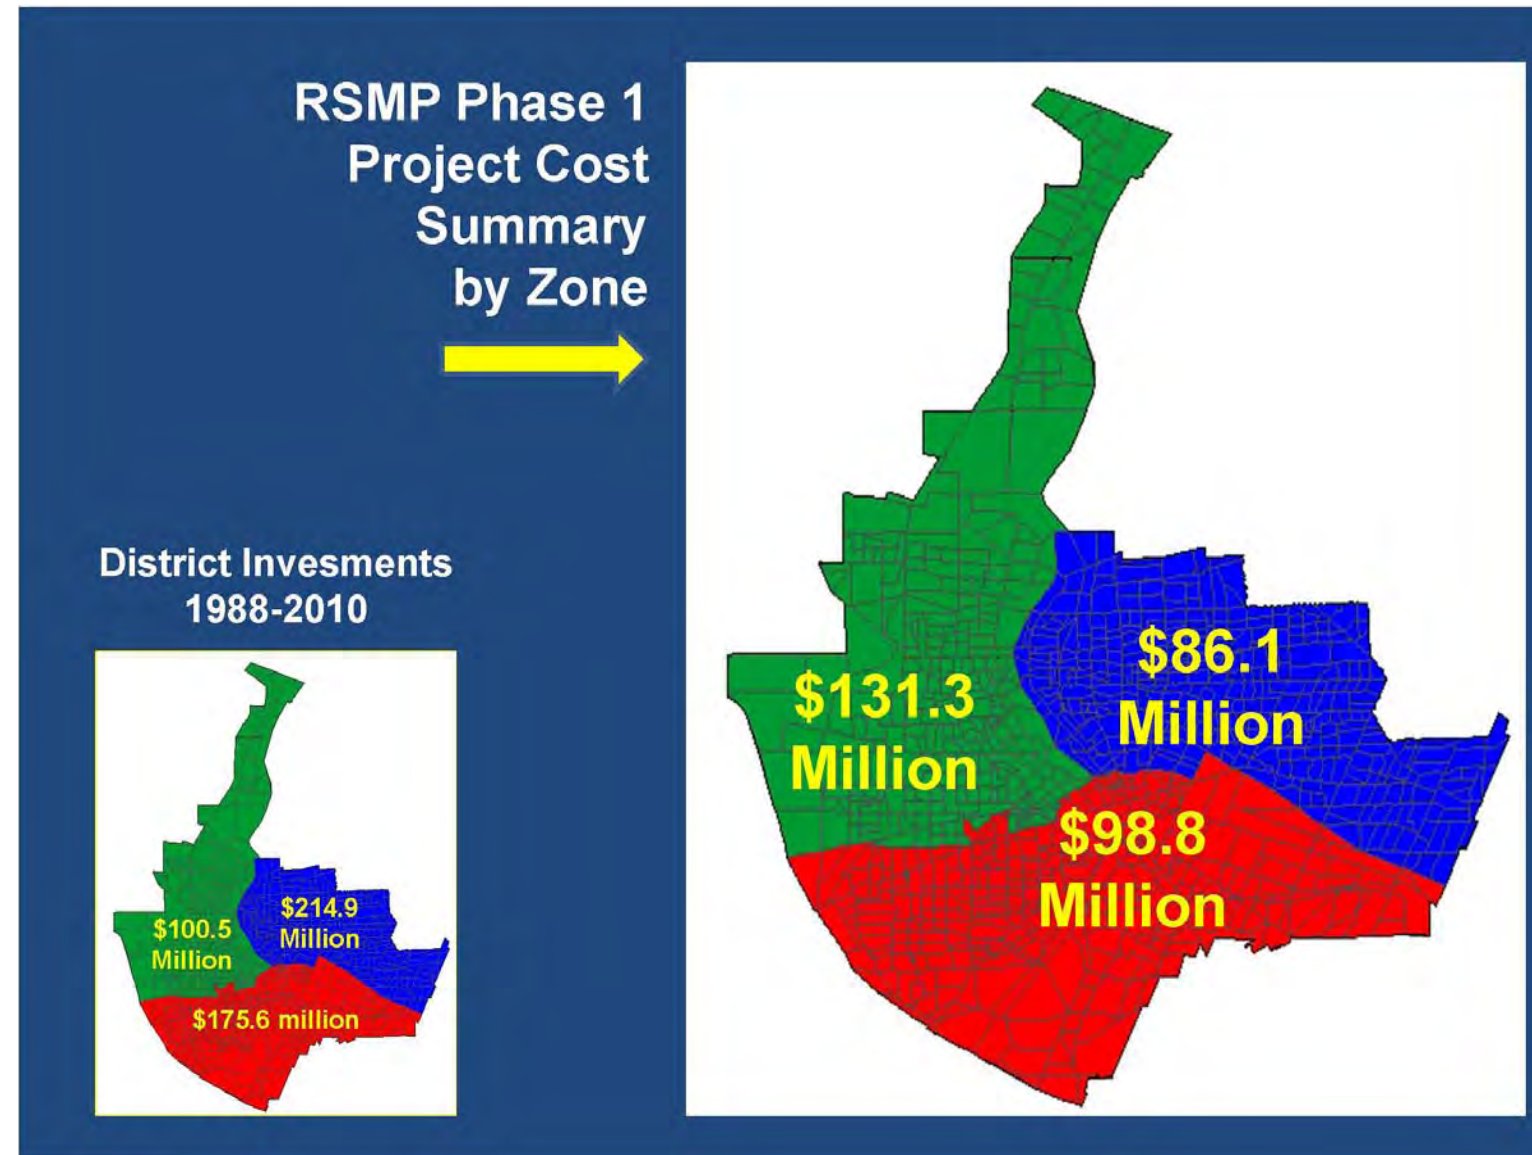 RSMP Phase 1
Project Cost
Summary
by Zone
$131.3
Million
$86.1
Million
$98.8
Million
District Invesments
1988-2010
$100.5
Million
$214.9
Million
$175.6 million